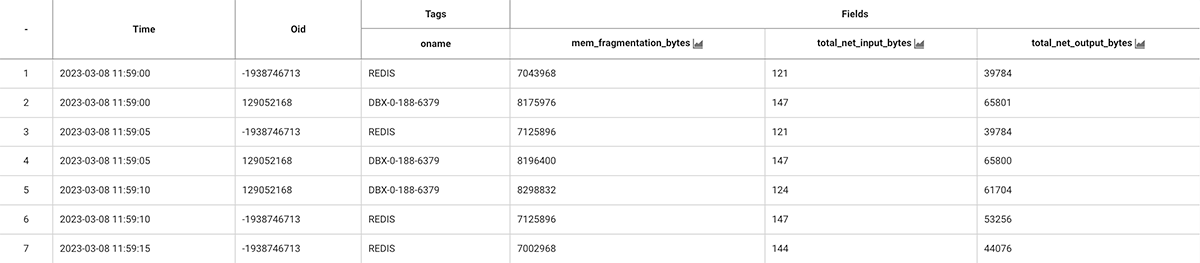 - Time Oid Tags Fields
oname mem_fragmentation_bytes total_net_input_bytes total_net_output_bytes
1 2023-03-08 11:59:00 -1938746713 REDIS 7043968 121 39784
2 2023-03-08 11:59:00 129052168 DBX-0-188-6379 8175976 147 65801
3 2023-03-08 11:59:05 -1938746713 REDIS 7125896 121 39784
4 2023-03-08 11:59:05 129052168 DBX-0-188-6379 8196400 147 65800
5 2023-03-08 11:59:10 129052168 DBX-0-188-6379 8298832 124 61704
6 2023-03-08 11:59:10 -1938746713 REDIS 7125896 147 53256
7 2023-03-08 11:59:15 -1938746713 REDIS 7002968 144 44076